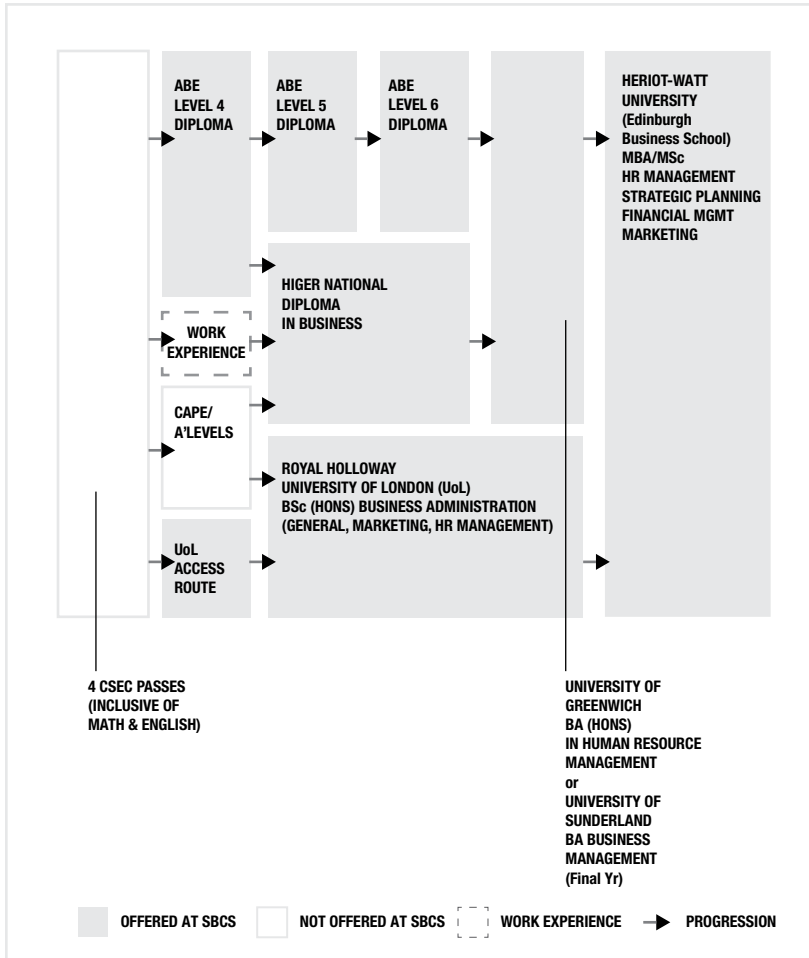 ABE
LEVEL 4
DIPLOMA
ABE
LEVEL 5
DIPLOMA
ABE
LEVEL 6
DIPLOMA
HERIOT-WATT
UNIVERSITY
(Edinburgh
Business School)
MBA/MSc
HR MANAGEMENT
STRATEGIC PLANNING
FINANCIAL MGMT
MARKETING
HIGER NATIONAL
DIPLOMA
IN BUSINESS
WORK
EXPERIENCE
CAPE/
A'LEVELS
ROYAL HOLLOWAY
UNIVERSITY OF LONDON (UoL)
BSc (HONS) BUSINESS ADMINISTRATION
(GENERAL, MARKETING, HR MANAGEMENT)
UoL
ACCESS
ROUTE
4 CSEC PASSES
(INCLUSIVE OF
MATH & ENGLISH)
UNIVERSITY OF
GREENWICH
BA (HONS)
IN HUMAN RESOURCE
MANAGEMENT
or
UNIVERSITY OF
SUNDERLAND
BA BUSINESS
MANAGEMENT
(Final Yr)
OFFERED AT SBCS
NOT OFFERED AT SBCS
WORK EXPERIENCE
PROGRESSION